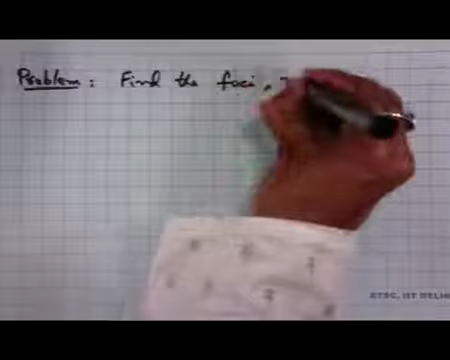 Problem : Find the foci,
ETSC, IIT DELHI